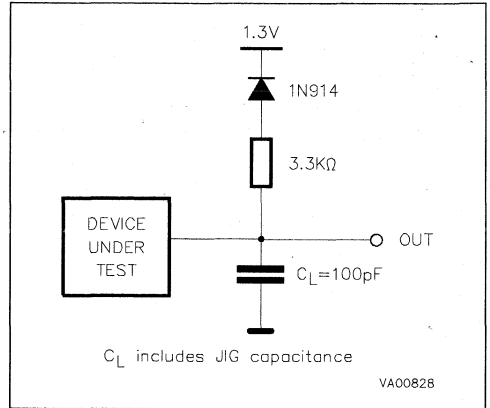 1.3V
1N914
3.3KΩ
DEVICE
UNDER
TEST
OUT
CL=100pF
CL includes JIG capacitance
VA00828